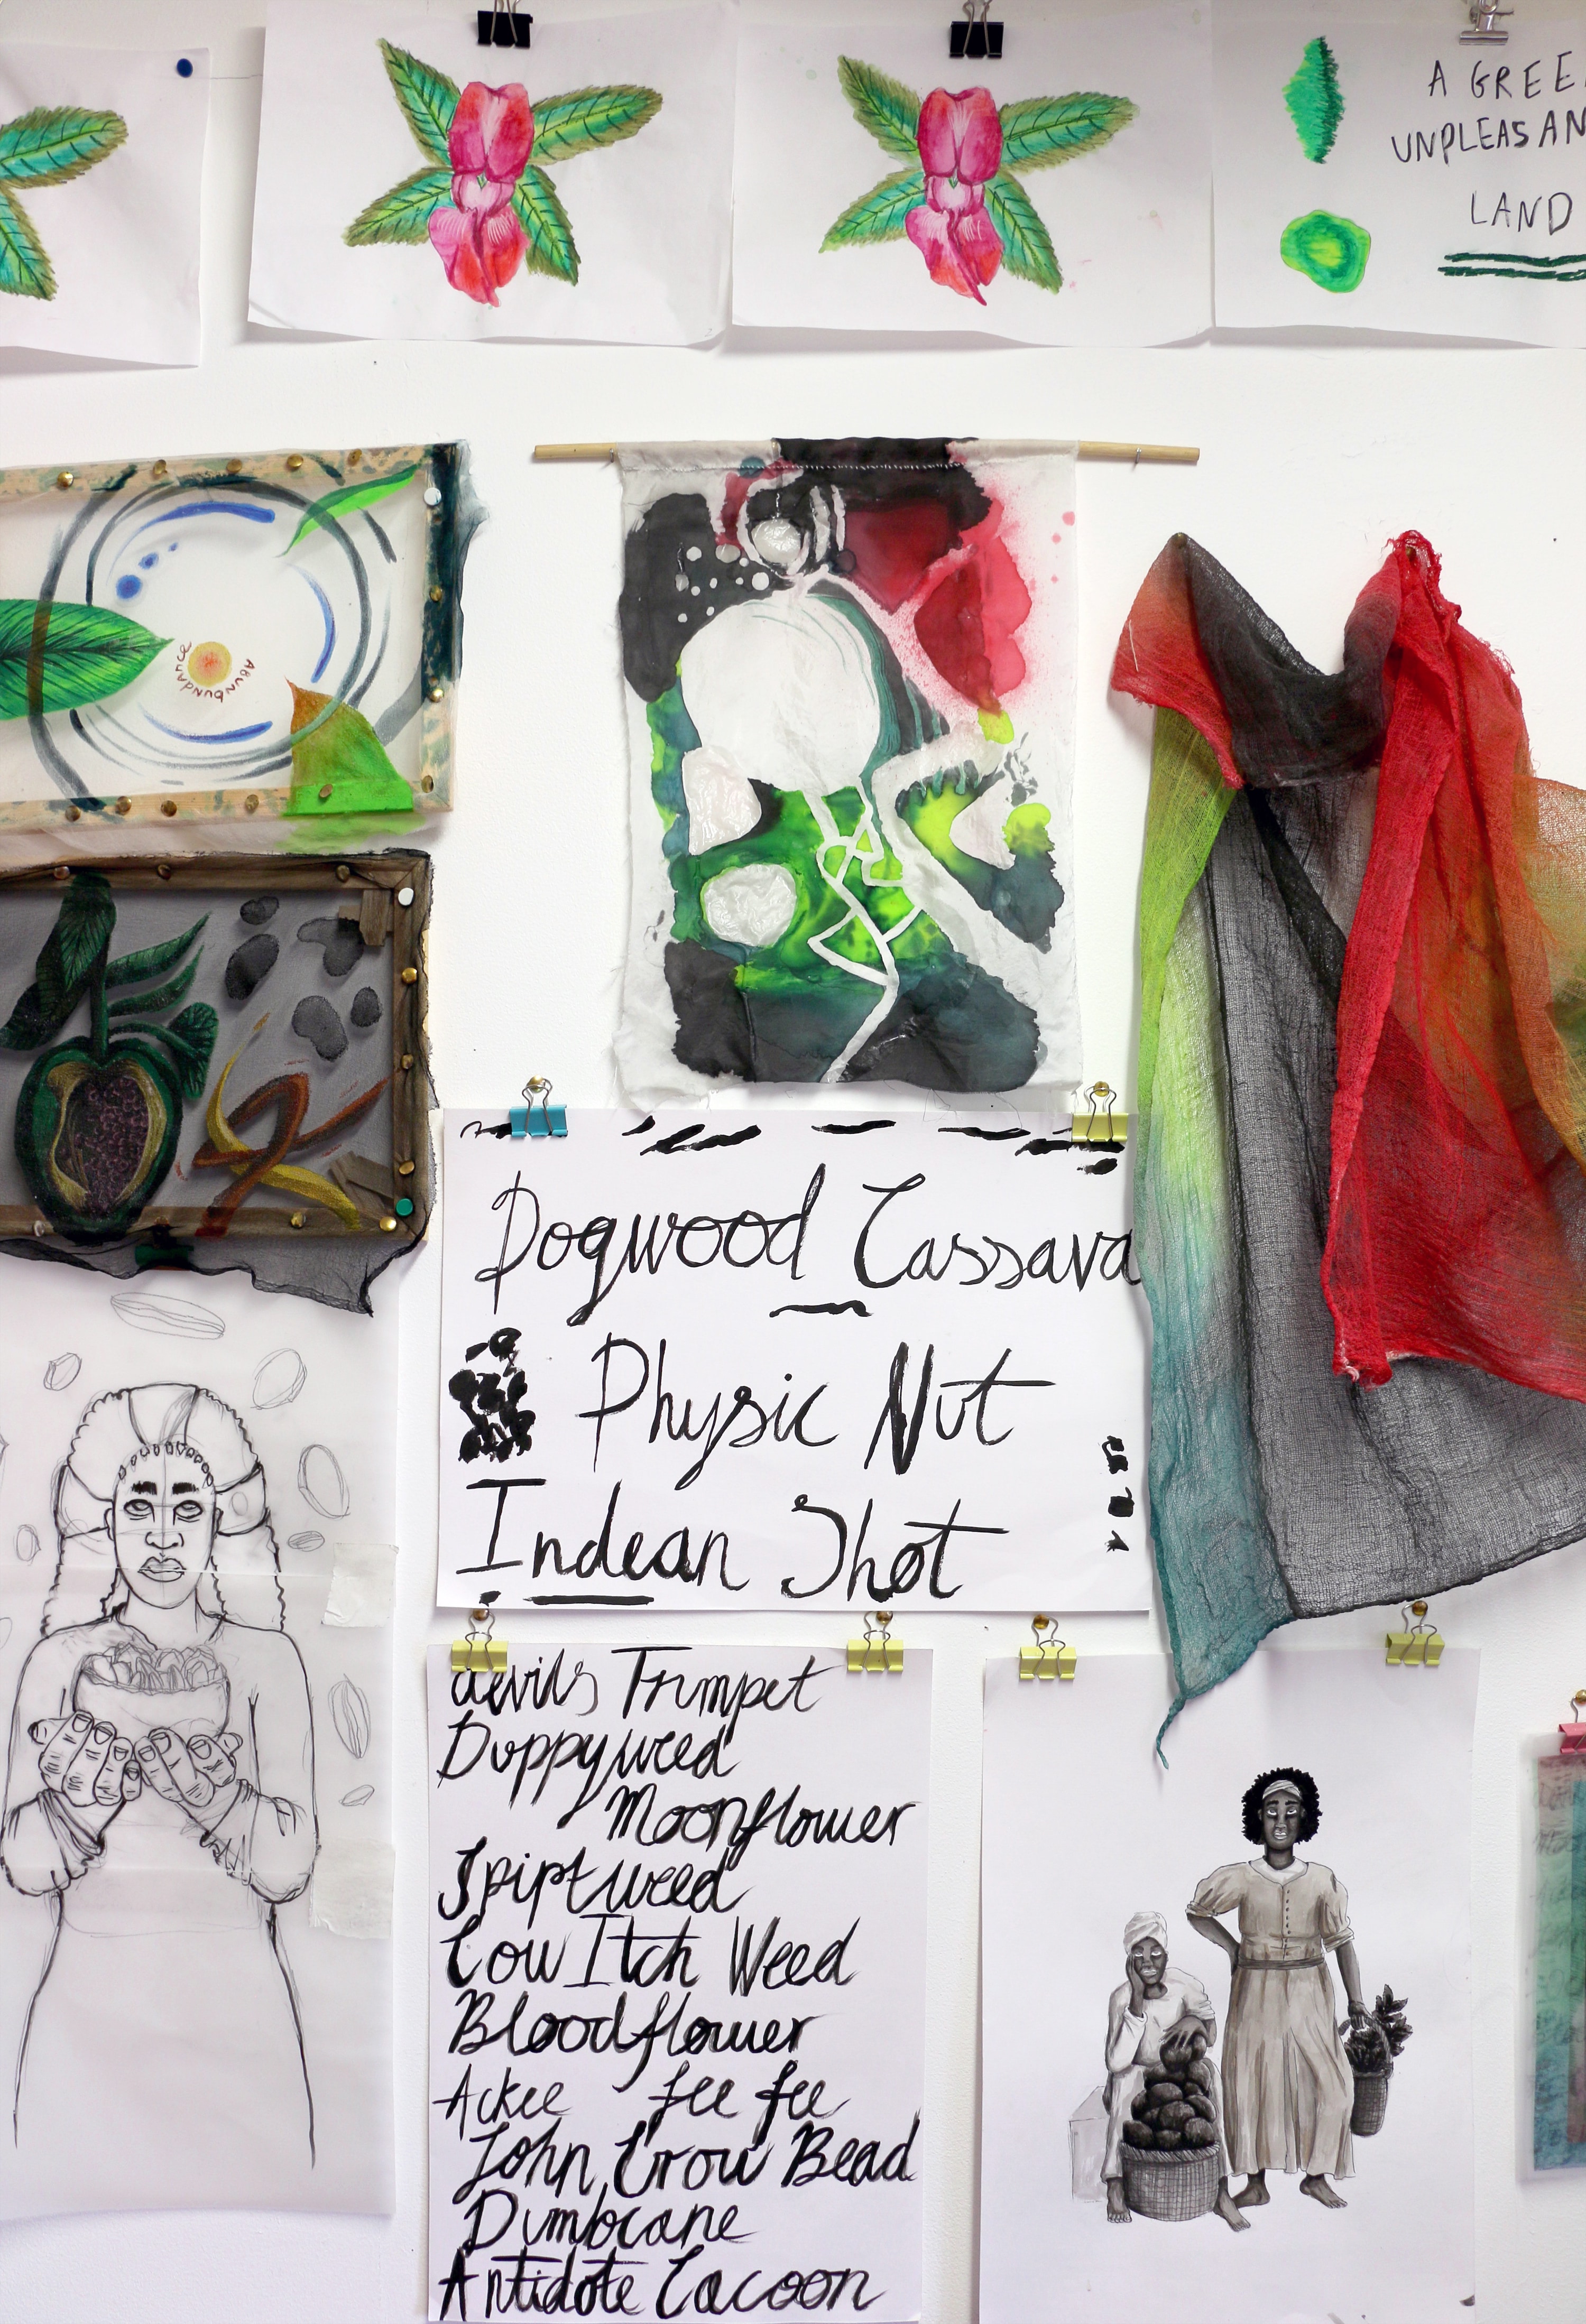 A GREE
UNPLEASAN
LAND
Abunbundance
Dogwood Cassava
Physic Nut
Indean Shot
devils Trumpet
Duppyweed
Moonflower
Spiritweed
Cow Itch Weed
Bloodflower
Ackee fee fee
John Crow Bead
Dumbcane
Antidote Cacoon